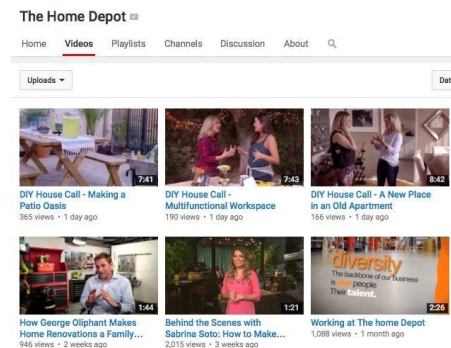 The Home Depot
Home Videos Playlists Channels Discussion About
Uploads Dat
7:41 7:43 8:42
DIY House Call - Making a
Patio Oasis
365 views • 1 day ago
DIY House Call -
Multifunctional Workspace
190 views • 1 day ago
DIY House Call - A New Place
in an Old Apartment
166 views • 1 day ago
1:44 1:21
diversity
The backbone of our business
is our people
Their talent.
2:26
How George Oliphant Makes
Home Renovations a Family...
946 views • 2 weeks ago
Behind the Scenes with
Sabrina Soto: How to Make...
2,015 views • 3 weeks ago
Working at The home Depot
1,088 views • 1 month ago